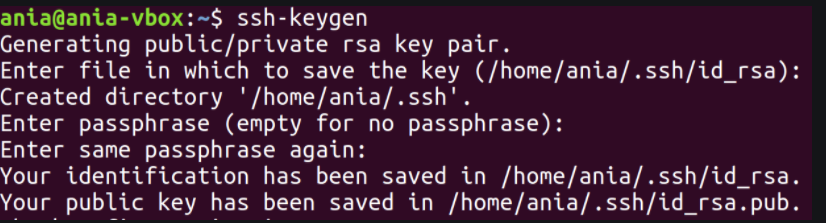 ania@ania-vbox:~$ ssh-keygen
Generating public/private rsa key pair.
Enter file in which to save the key (/home/ania/.ssh/id_rsa):
Created directory '/home/ania/.ssh'.
Enter passphrase (empty for no passphrase):
Enter same passphrase again:
Your identification has been saved in /home/ania/.ssh/id_rsa.
Your public key has been saved in /home/ania/.ssh/id_rsa.pub.